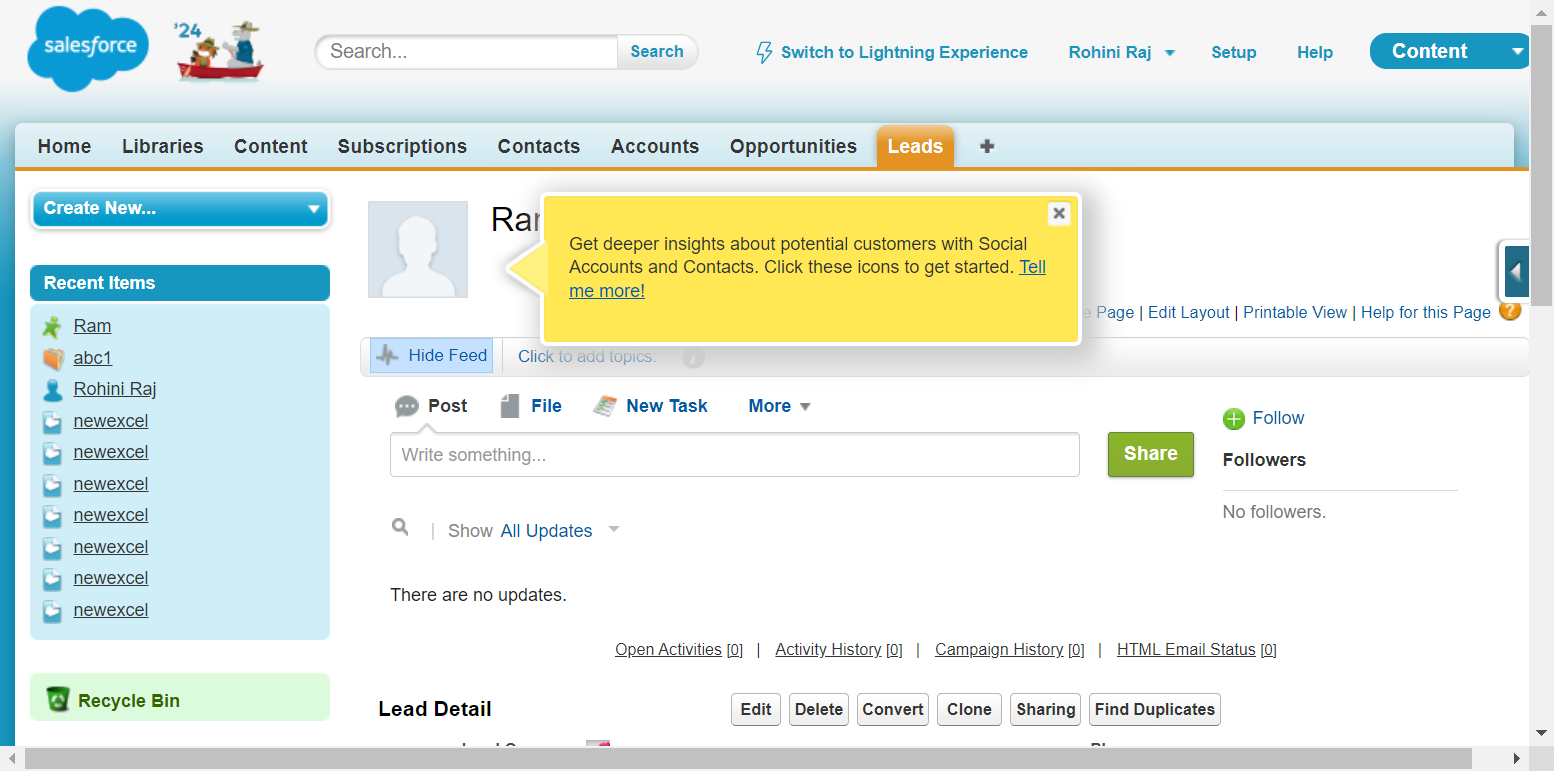 salesforce
'24
Search...
Search
Switch to Lightning Experience
Rohini Raj
Setup
Help
Content
Home
Libraries
Content
Subscriptions
Contacts
Accounts
Opportunities
Leads
Create New...
Recent Items
Ram
abc1
Rohini Raj
newexcel
newexcel
newexcel
newexcel
newexcel
newexcel
newexcel
Recycle Bin
Get deeper insights about potential customers with Social
Accounts and Contacts. Click these icons to get started. Tell
me more!
Page | Edit Layout | Printable View | Help for this Page
Hide Feed
Click to add topics:
Post
File
New Task
More
Write something...
Share
Follow
Followers
No followers.
Show All Updates
There are no updates.
Open Activities [0] | Activity History [0] | Campaign History [0] | HTML Email Status [0]
Lead Detail
Edit
Delete
Convert
Clone
Sharing
Find Duplicates